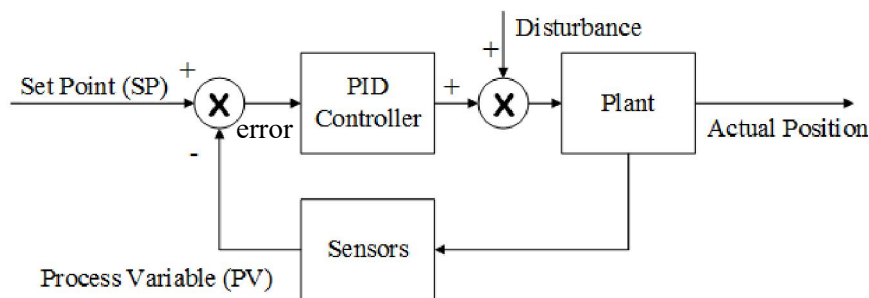 Disturbance
+
+
Set Point (SP)
X
error
PID
Controller
+
X
Plant
Actual Position
-
Sensors
Process Variable (PV)